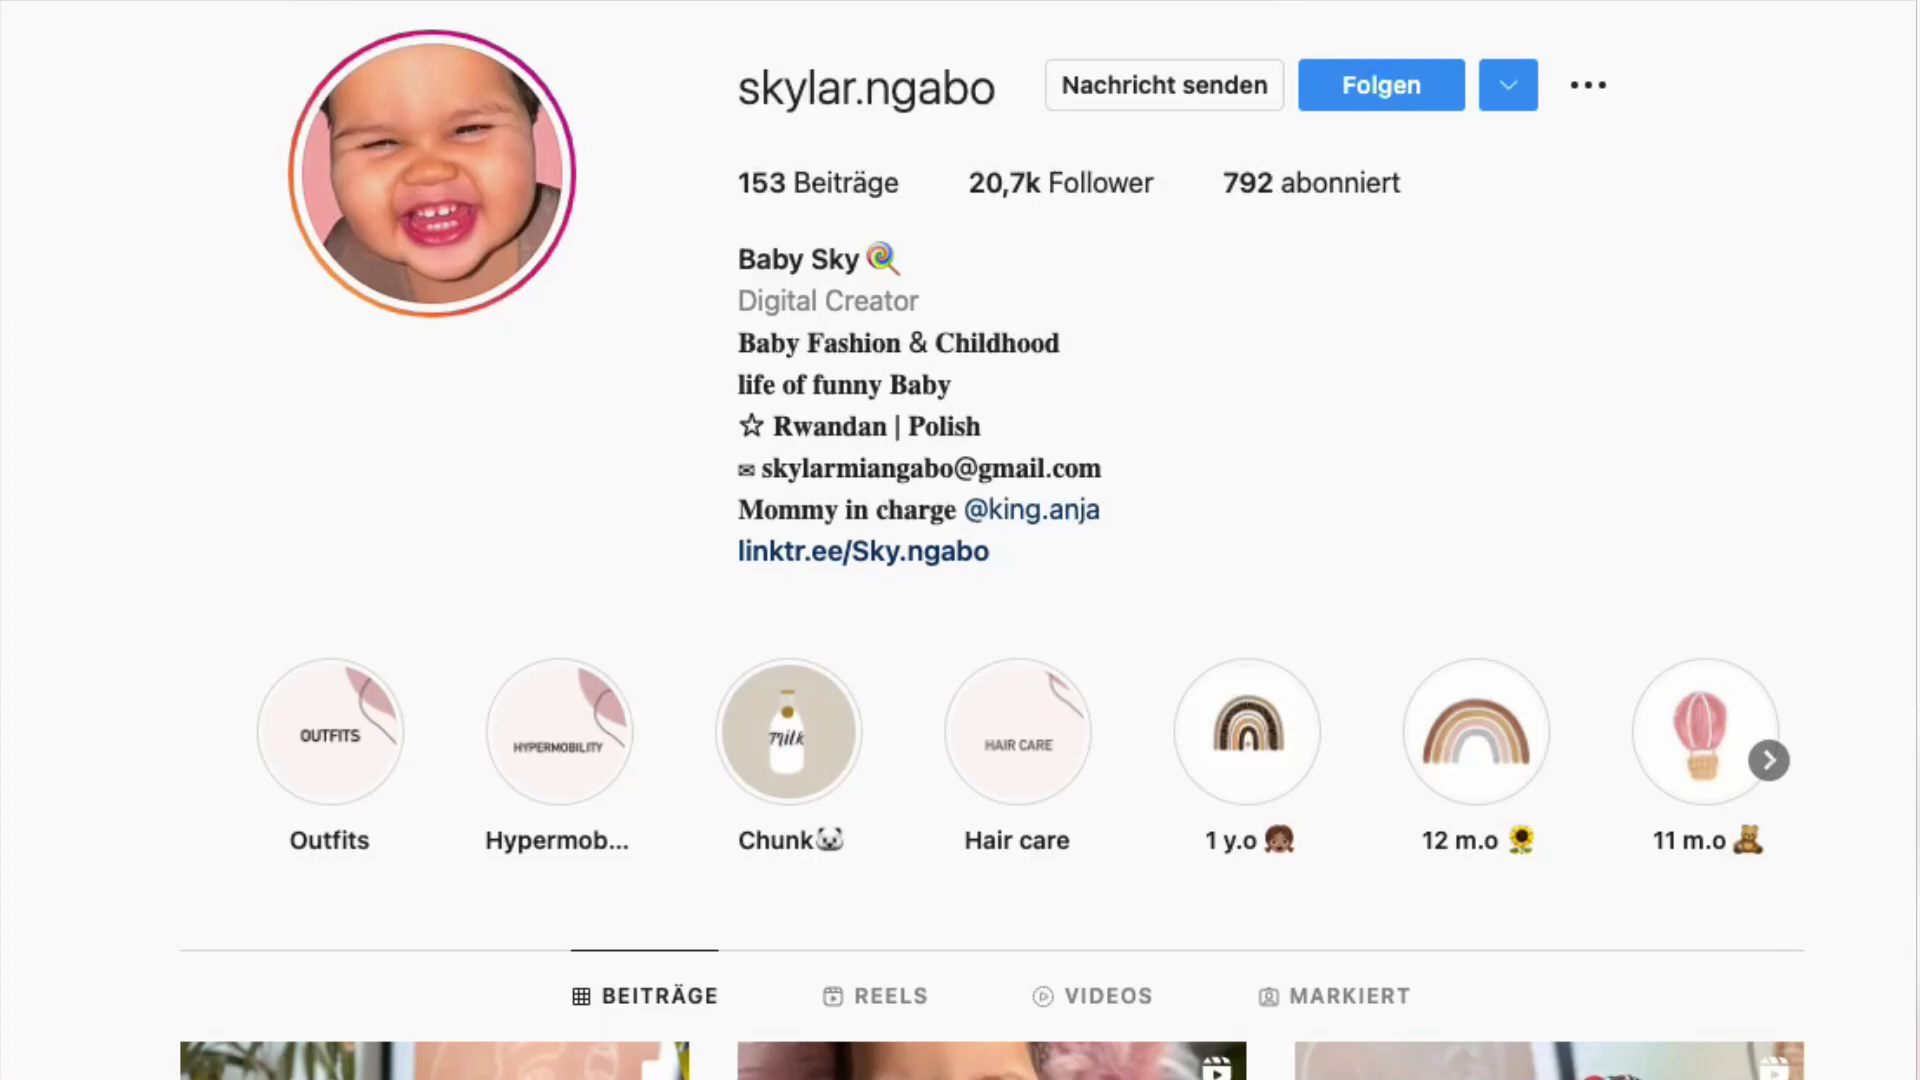 skylar.ngabo
Nachricht senden
Folgen
153 Beiträge
20,7k Follower
792 abonniert
Baby Sky 🍭
Digital Creator
Baby Fashion & Childhood
life of funny Baby
☆ Rwandan | Polish
✉ skylarmiangabo@gmail.com
Mommy in charge @king.anja
linktr.ee/Sky.ngabo
OUTFITS
HYPERMOBILITY
milk
HAIR CARE
Outfits
Hypermob...
Chunk🐼
Hair care
1 y.o 👧🏾
12 m.o 🌻
11 m.o 🧸
BEITRÄGE
REELS
VIDEOS
MARKIERT